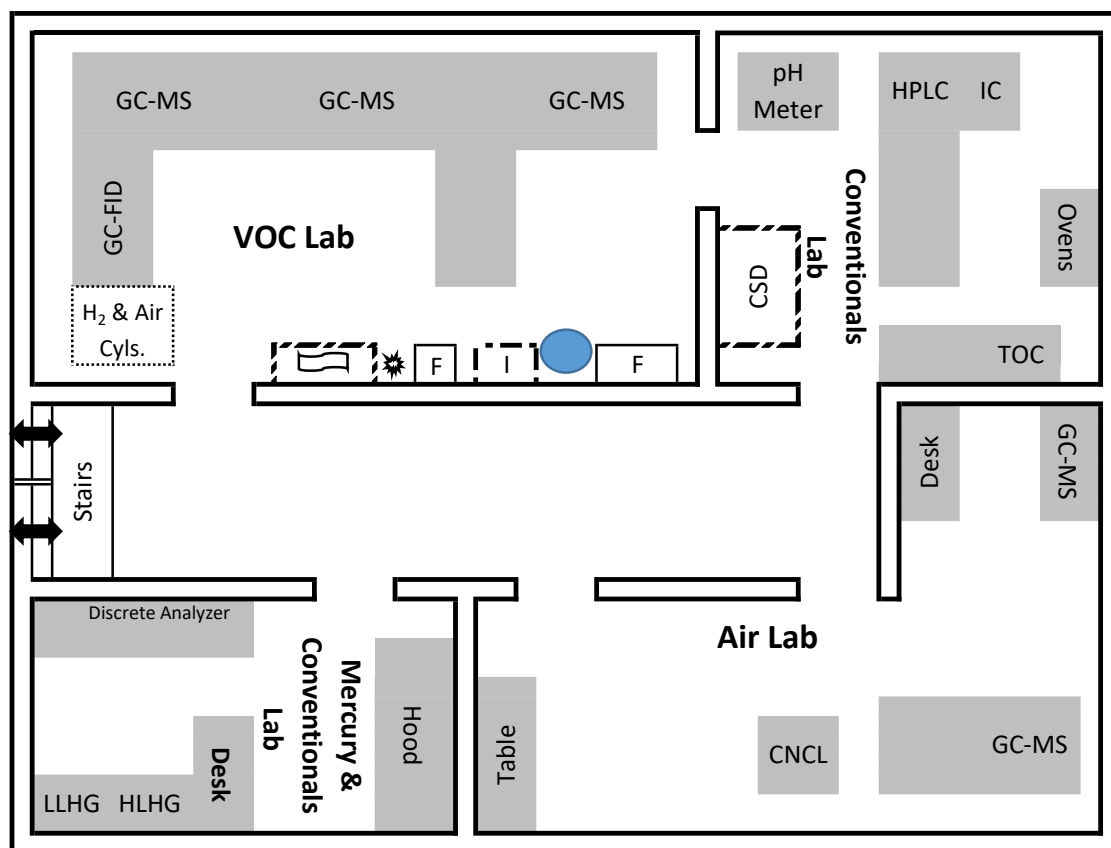 GC-MS
GC-MS
GC-MS
GC-FID
VOC Lab
H₂ & Air
Cyls.
F
I
F
pH
Meter
HPLC
IC
Conventionals
Lab
CSD
Ovens
TOC
Stairs
Desk
GC-MS
Discrete Analyzer
Mercury &
Conventionals
Lab
Hood
Desk
LLHG
HLHG
Air Lab
Table
CNCL
GC-MS